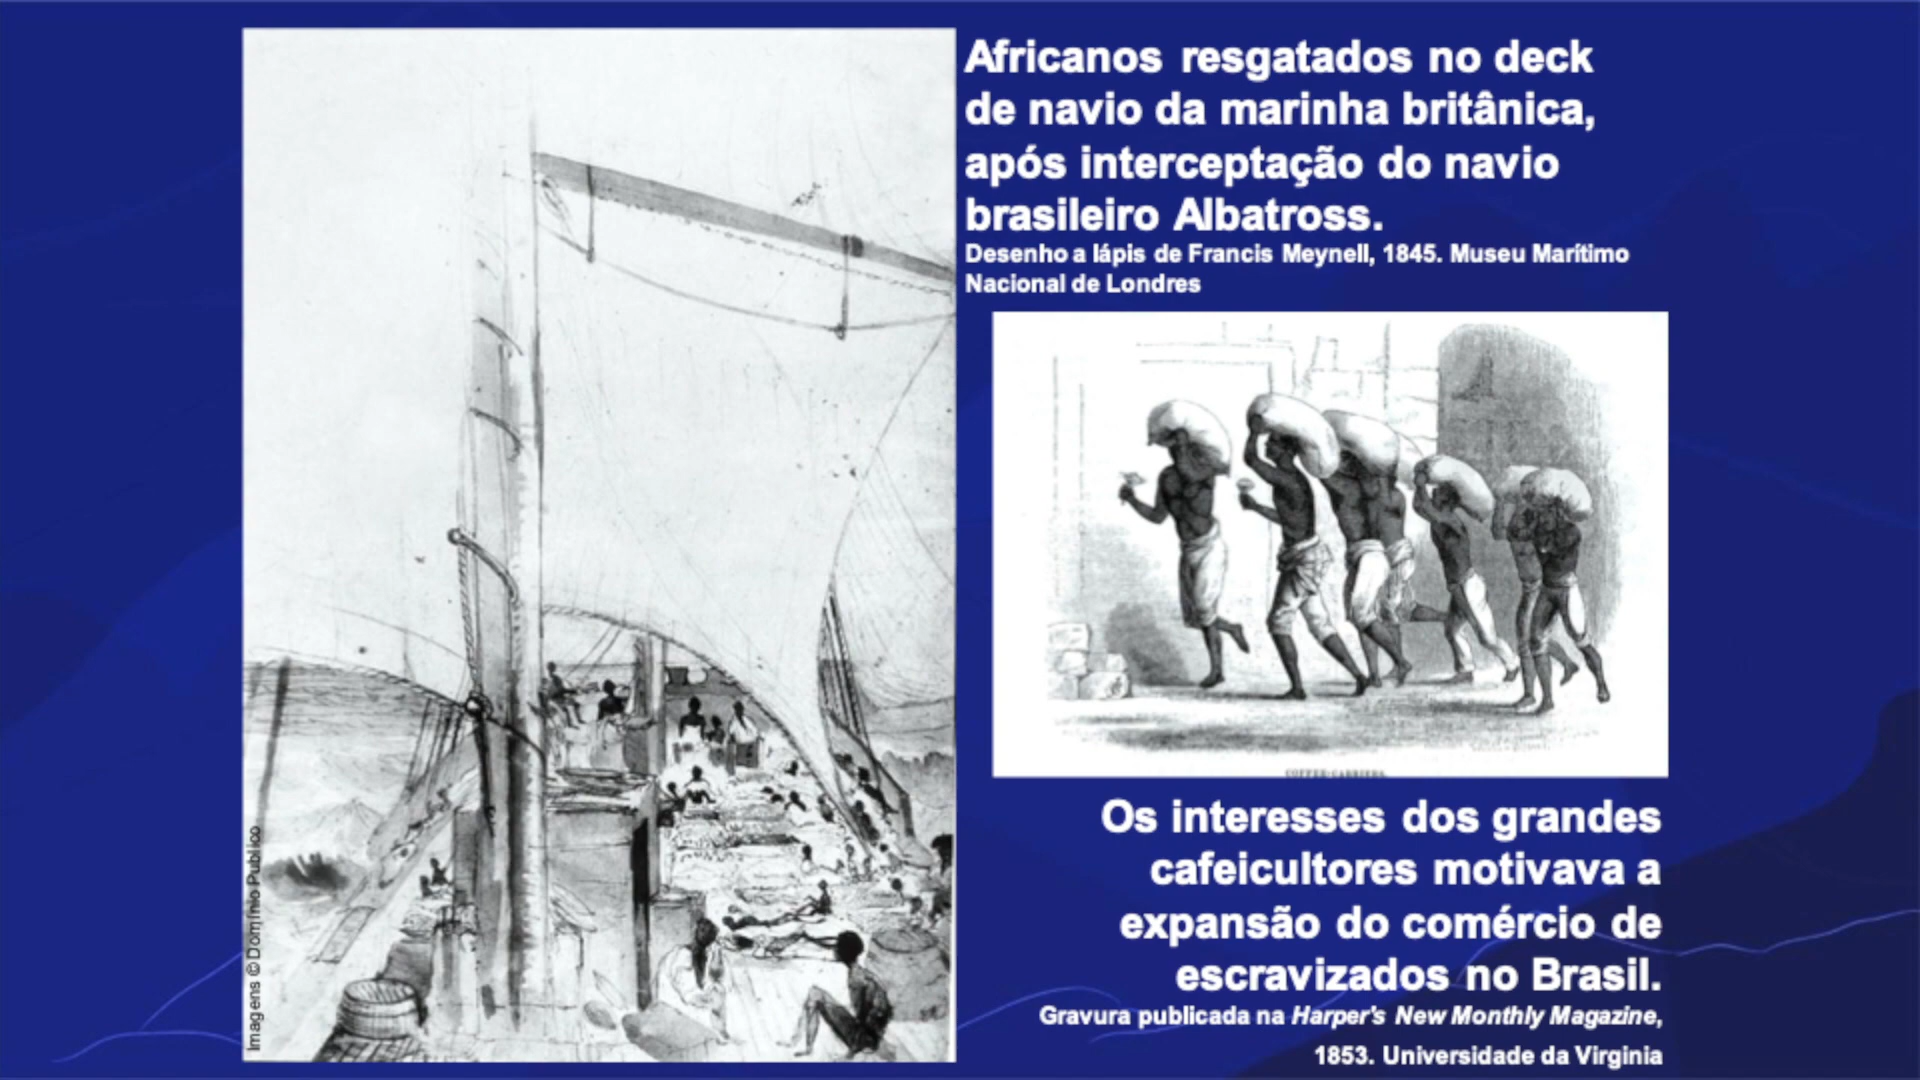 Africanos resgatados no deck
de navio da marinha britânica,
após interceptação do navio
brasileiro Albatross.
Desenho a lápis de Francis Meynell, 1845. Museu Marítimo
Nacional de Londres
COFFEE-CARRIERS.
Os interesses dos grandes
cafeicultores motivava a
expansão do comércio de
escravizados no Brasil.
Gravura publicada na Harper's New Monthly Magazine,
1853. Universidade da Virginia
Imagens © Domínio Público